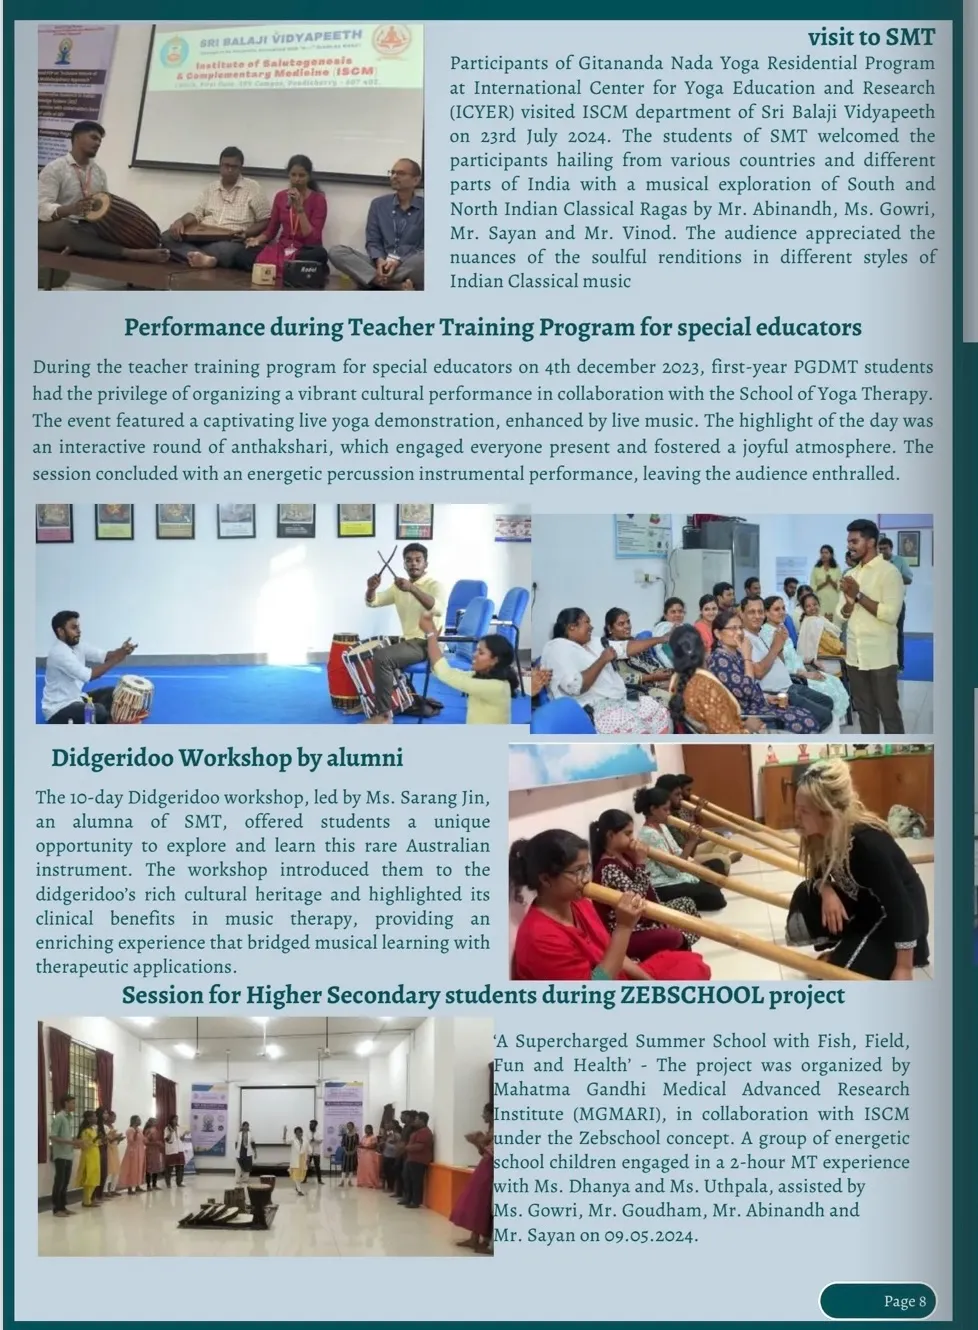 SRI BALAJI VIDYAPEETH
Institute of Salutogenesis
& Complementary Medicine (ISCM)
visit to SMT
Participants of Gitananda Nada Yoga Residential Program
at International Center for Yoga Education and Research
(ICYER) visited ISCM department of Sri Balaji Vidyapeeth
on 23rd July 2024. The students of SMT welcomed the
participants hailing from various countries and different
parts of India with a musical exploration of South and
North Indian Classical Ragas by Mr. Abinandh, Ms. Gowri,
Mr. Sayan and Mr. Vinod. The audience appreciated the
nuances of the soulful renditions in different styles of
Indian Classical music
Performance during Teacher Training Program for special educators
During the teacher training program for special educators on 4th december 2023, first-year PGDMT students
had the privilege of organizing a vibrant cultural performance in collaboration with the School of Yoga Therapy.
The event featured a captivating live yoga demonstration, enhanced by live music. The highlight of the day was
an interactive round of anthakshari, which engaged everyone present and fostered a joyful atmosphere. The
session concluded with an energetic percussion instrumental performance, leaving the audience enthralled.
Didgeridoo Workshop by alumni
The 10-day Didgeridoo workshop, led by Ms. Sarang Jin,
an alumna of SMT, offered students a unique
opportunity to explore and learn this rare Australian
instrument. The workshop introduced them to the
didgeridoo's rich cultural heritage and highlighted its
clinical benefits in music therapy, providing an
enriching experience that bridged musical learning with
therapeutic applications.
Session for Higher Secondary students during ZEBSCHOOL project
'A Supercharged Summer School with Fish, Field,
Fun and Health' - The project was organized by
Mahatma Gandhi Medical Advanced Research
Institute (MGMARI), in collaboration with ISCM
under the Zebschool concept. A group of energetic
school children engaged in a 2-hour MT experience
with Ms. Dhanya and Ms. Uthpala, assisted by
Ms. Gowri, Mr. Goudham, Mr. Abinandh and
Mr. Sayan on 09.05.2024.
Page 8